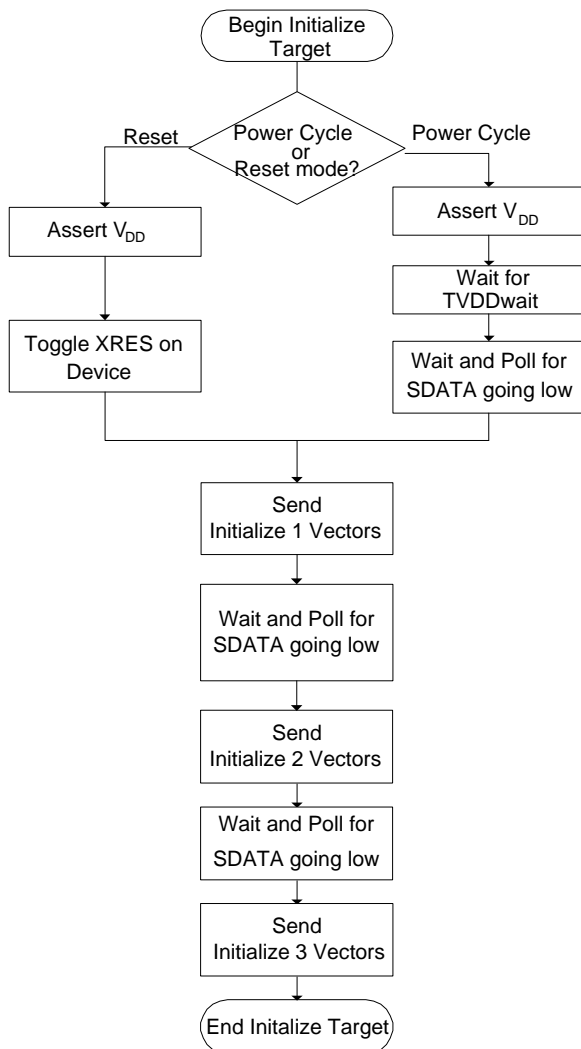 Begin Initialize
Target
Power Cycle
or
Reset mode?
Reset
Power Cycle
Assert VDD
Toggle XRES on
Device
Assert VDD
Wait for
TVDDwait
Wait and Poll for
SDATA going low
Send
Initialize 1 Vectors
Wait and Poll for
SDATA going low
Send
Initialize 2 Vectors
Wait and Poll for
SDATA going low
Send
Initialize 3 Vectors
End Initalize Target